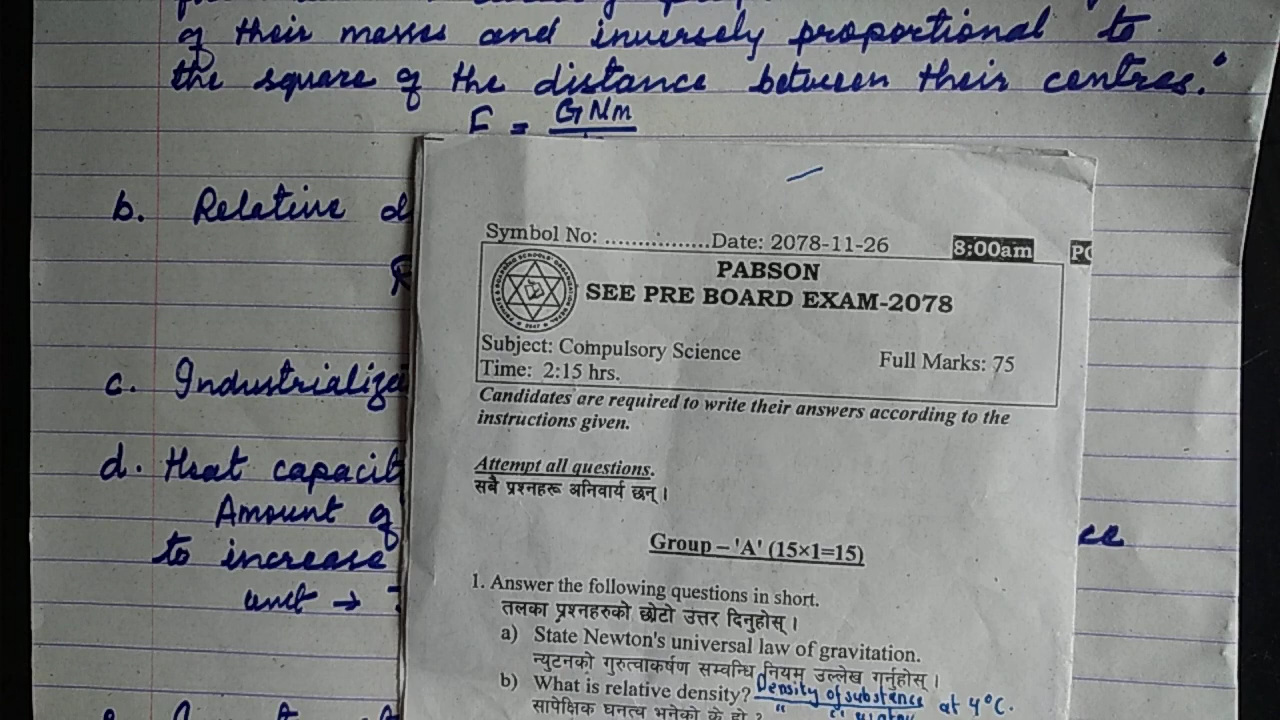 of their masses and inversely proportional to
the square of the distance between their centres."
F = GMm
b. Relative d
R
c. Industrializa
d. Heat capacit
Amount of
to increase
unit →
Symbol No: ................Date: 2078-11-26 8:00am
PABSON
SEE PRE BOARD EXAM-2078
Subject: Compulsory Science Full Marks: 75
Time: 2:15 hrs.
Candidates are required to write their answers according to the
instructions given.
Attempt all questions.
सबै प्रश्नहरू अनिवार्य छन् ।
Group – 'A' (15×1=15)
1. Answer the following questions in short.
तलका प्रश्नहरुको छोटो उत्तर दिनुहोस् ।
a) State Newton's universal law of gravitation.
न्युटनको गुरुत्वाकर्षण सम्वन्धि नियम उल्लेख गर्नुहोस् ।
b) What is relative density? Density of substance at 4°C.
सापेक्षिक घनत्व भनेको के हो ? " " water